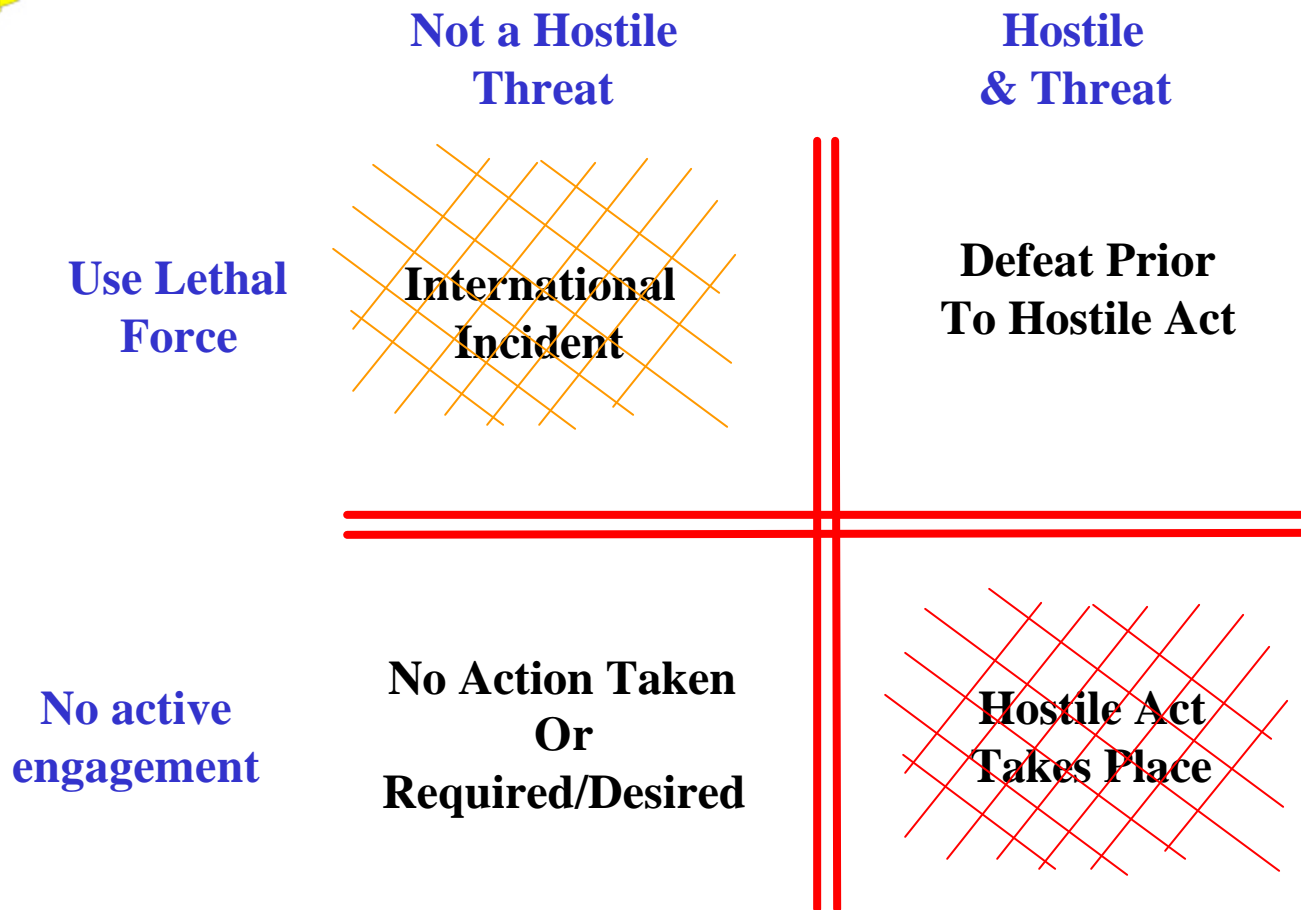 Not a Hostile
Threat
Hostile
& Threat
Use Lethal
Force
International
Incident
Defeat Prior
To Hostile Act
No active
engagement
No Action Taken
Or
Required/Desired
Hostile Act
Takes Place